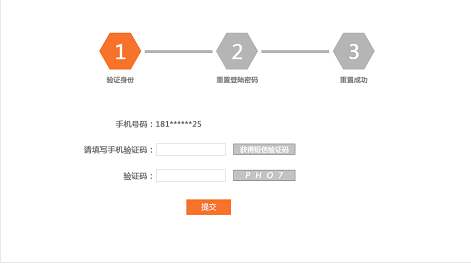 1 2 3
验证身份 重置登陆密码 重置成功
手机号码：181******25
请填写手机验证码： 获得短信验证码
验证码： PHO7
提交